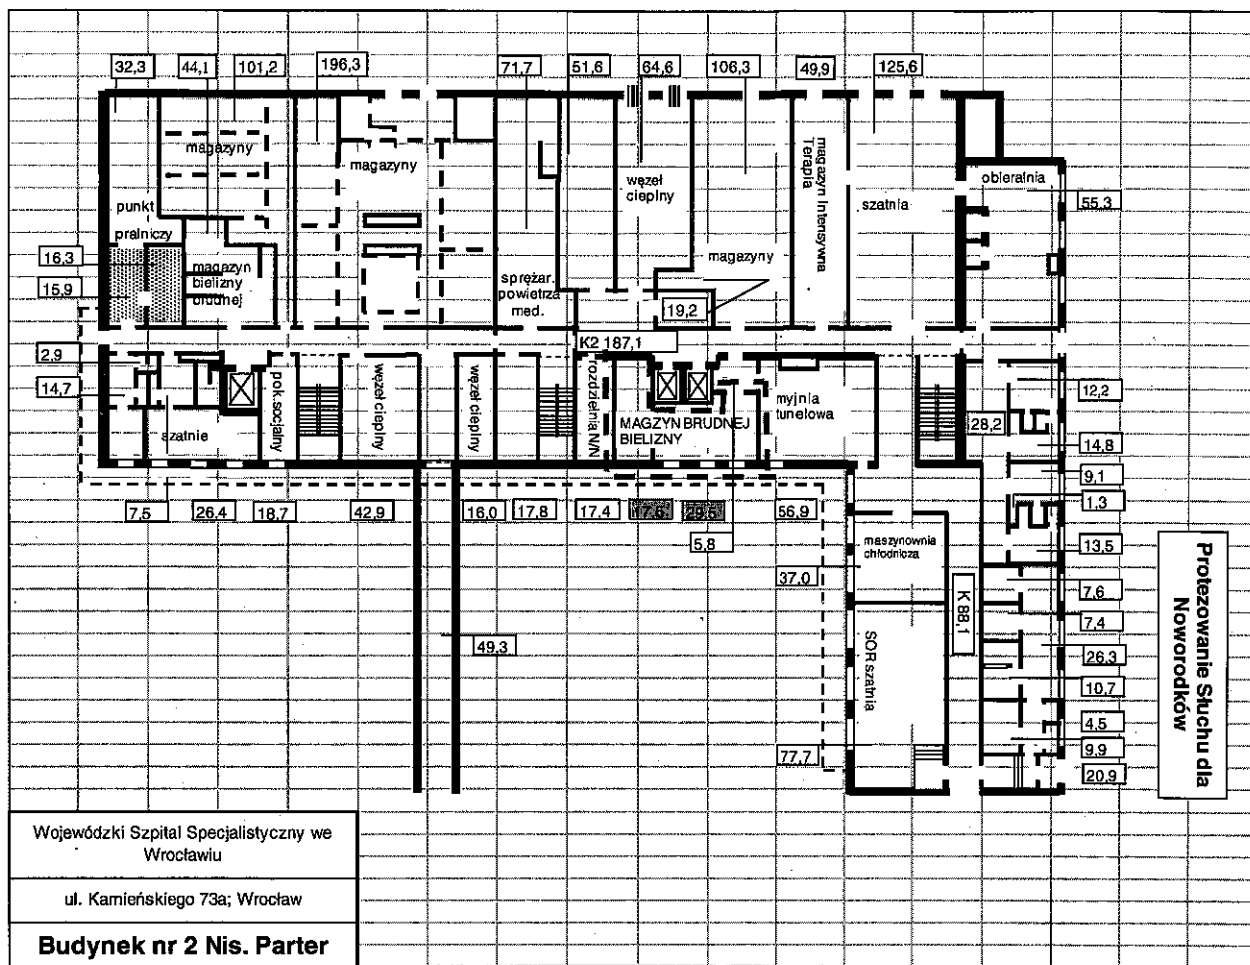 32,3
44,1
101,2
196,3
71,7
51,6
64,6
106,3
49,9
125,6
magazyny
magazyny
węzeł
cieplny
magazyn Intensywna
Terapia
szatnia
obieralnia
55,3
punkt
pralniczy
16,3
15,9
magazyn
bielizny
brudnej
sprężar.
powietrza
med.
magazyny
19,2
K2 187,1
2,9
14,7
szatnie
pok. socjalny
węzeł cieplny
węzeł cieplny
rozdzielnia N/N
MAGZYN BRUDNEJ
BIELIZNY
myjnia
tunelowa
28,2
12,2
14,8
9,1
1,3
13,5
7,6
7,4
26,3
10,7
4,5
9,9
20,9
7,5
26,4
18,7
42,9
16,0
17,8
17,4
17,6
29,5
56,9
5,8
maszynownia
chłodnicza
37,0
K 88,1
49,3
SOR szatnia
77,7
Protezowanie Słuchu dla
Noworodków
Wojewódzki Szpital Specjalistyczny we
Wrocławiu
ul. Kamieńskiego 73a; Wrocław
Budynek nr 2 Nis. Parter